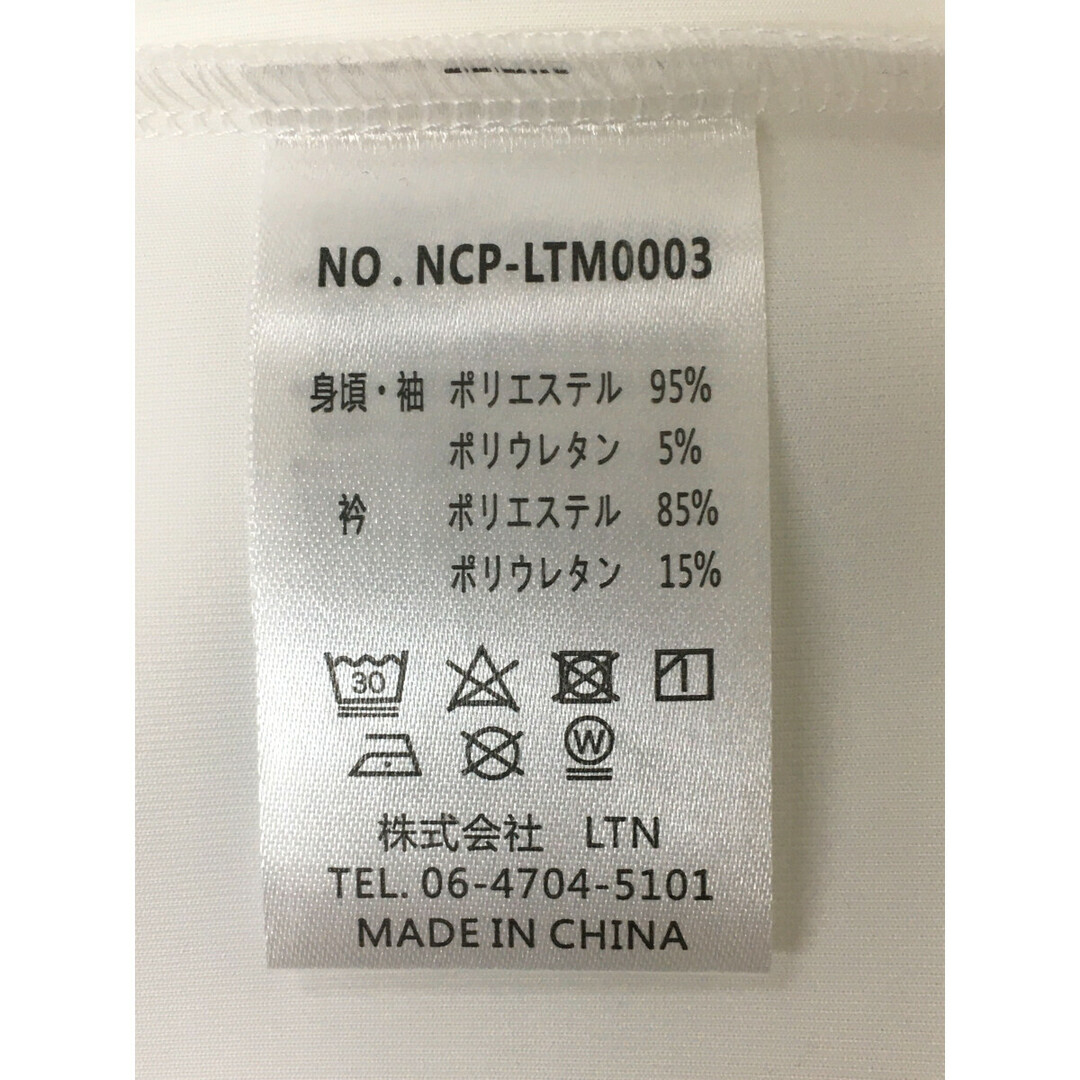 NO.NCP-LTM0003
身頃・袖 ポリエステル 95%
ポリウレタン 5%
衿 ポリエステル 85%
ポリウレタン 15%
30
W
株式会社 LTN
TEL. 06-4704-5101
MADE IN CHINA